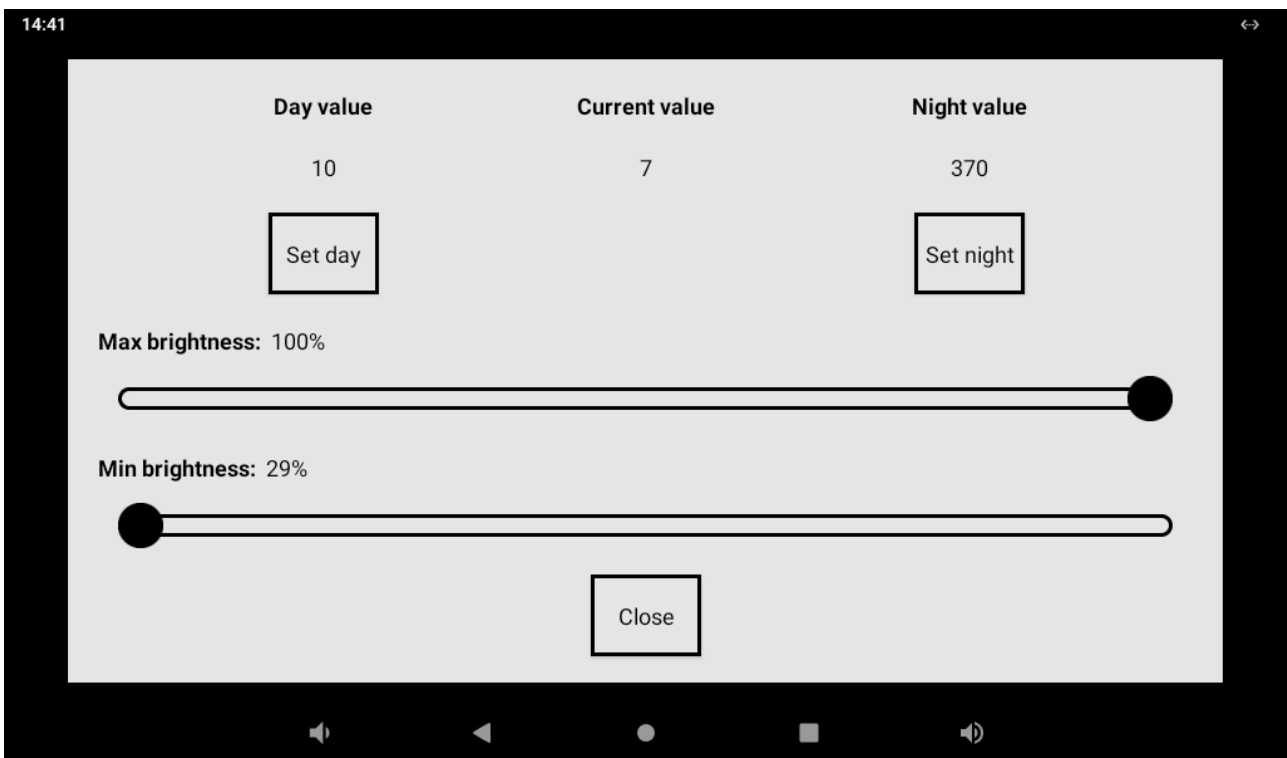 14:41
Day value Current value Night value
10 7 370
Set day Set night
Max brightness: 100%
Min brightness: 29%
Close